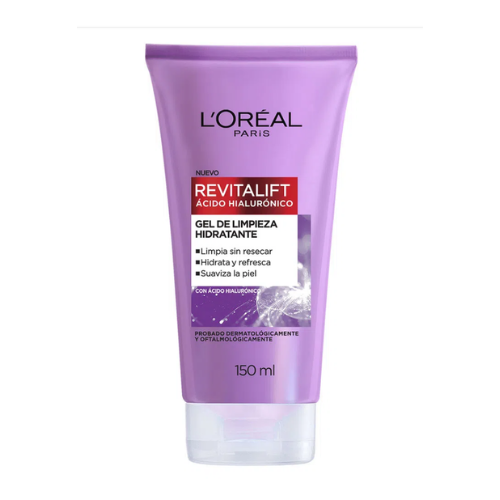 L'ORÉAL
PARIS
NUEVO
REVITALIFT
ÁCIDO HIALURÓNICO
GEL DE LIMPIEZA
HIDRATANTE
■Limpia sin resecar
■Hidrata y refresca
■Suaviza la piel
CON ÁCIDO HIALURÓNICO
PROBADO DERMATOLÓGICAMENTE
Y OFTALMOLÓGICAMENTE
150 ml